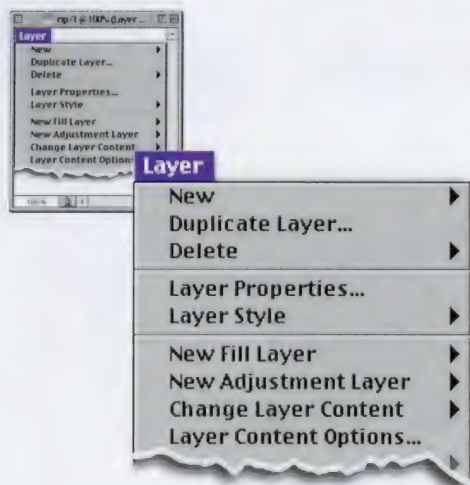 Layer
New
Duplicate Layer...
Delete
Layer Properties...
Layer Style
New Fill Layer
New Adjustment Layer
Change Layer Content
Layer Content Options
Layer
New
Duplicate Layer...
Delete
Layer Properties...
Layer Style
New Fill Layer
New Adjustment Layer
Change Layer Content
Layer Content Options...